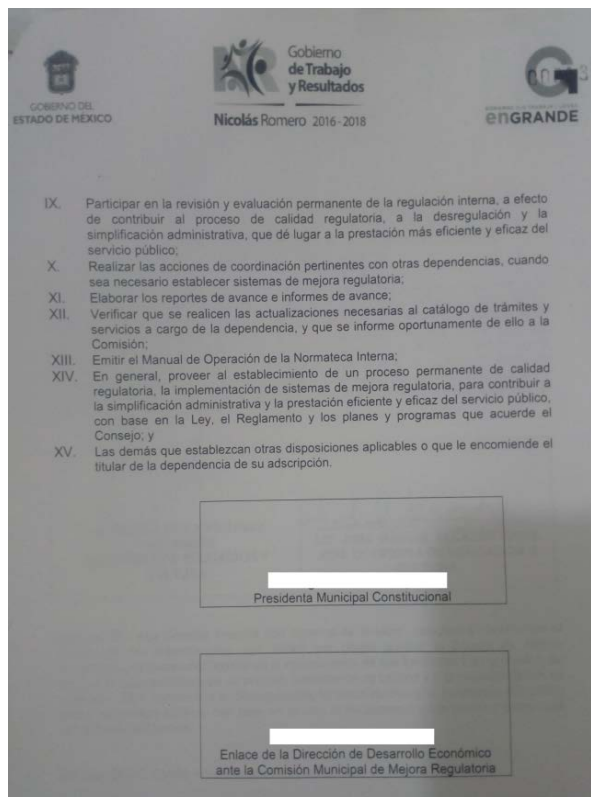 GOBIERNO DEL
ESTADO DE MÉXICO
Gobierno
de Trabajo
y Resultados
Nicolás Romero 2016-2018
enGRANDE
IX. Participar en la revisión y evaluación permanente de la regulación interna, a efecto
de contribuir al proceso de calidad regulatoria, a la desregulación y la
simplificación administrativa, que dé lugar a la prestación más eficiente y eficaz del
servicio público;
X. Realizar las acciones de coordinación pertinentes con otras dependencias, cuando
sea necesario establecer sistemas de mejora regulatoria;
XI. Elaborar los reportes de avance e informes de avance;
XII. Verificar que se realicen las actualizaciones necesarias al catálogo de trámites y
servicios a cargo de la dependencia, y que se informe oportunamente de ello a la
Comisión;
XIII. Emitir el Manual de Operación de la Normateca Interna;
XIV. En general, proveer al establecimiento de un proceso permanente de calidad
regulatoria, la implementación de sistemas de mejora regulatoria, para contribuir a
la simplificación administrativa y la prestación eficiente y eficaz del servicio público,
con base en la Ley, el Reglamento y los planes y programas que acuerde el
Consejo; y
XV. Las demás que establezcan otras disposiciones aplicables o que le encomiende el
titular de la dependencia de su adscripción.
Presidenta Municipal Constitucional
Enlace de la Dirección de Desarrollo Económico
ante la Comisión Municipal de Mejora Regulatoria